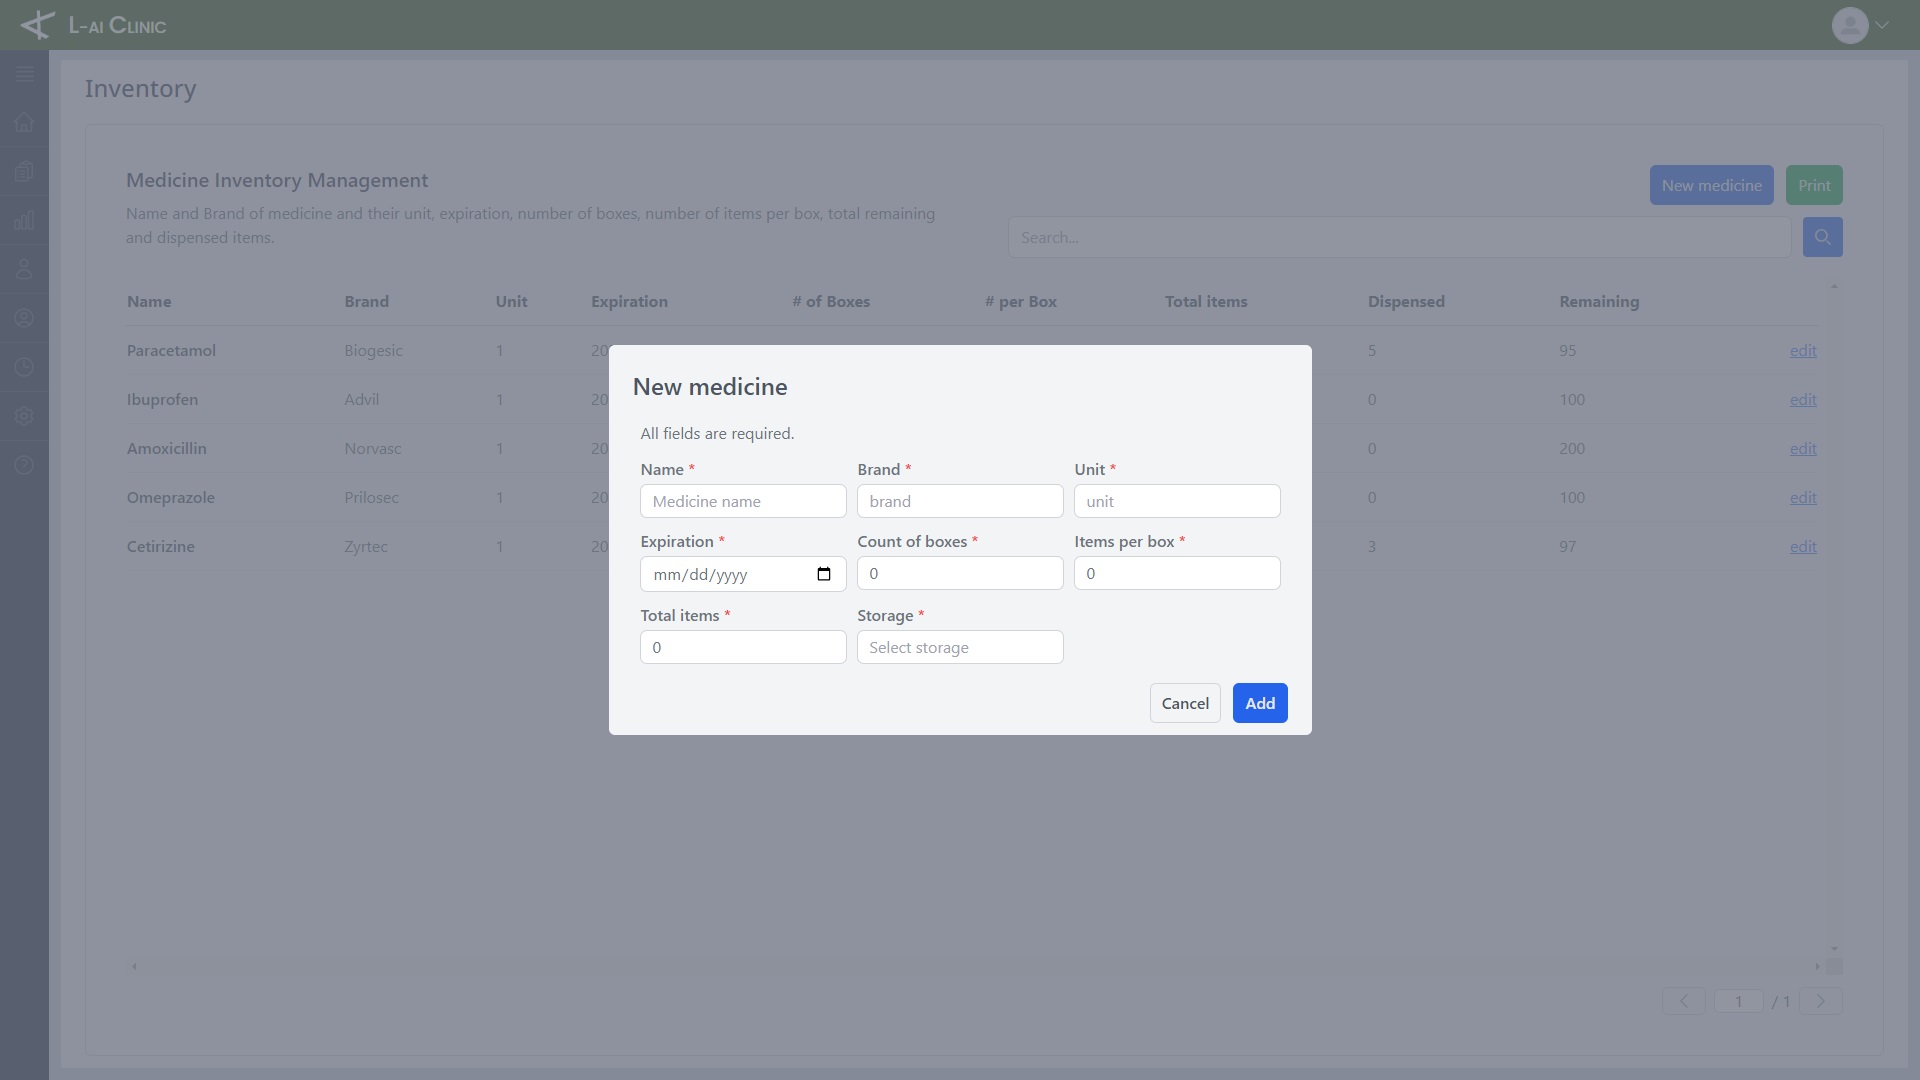 L-AI CLINIC
Inventory
Medicine Inventory Management
New medicine
Print
Name and Brand of medicine and their unit, expiration, number of boxes, number of items per box, total remaining
and dispensed items.
Search...
Name Brand Unit Expiration # of Boxes # per Box Total items Dispensed Remaining
Paracetamol Biogesic 1 20 5 95 edit
Ibuprofen Advil 1 20 0 100 edit
Amoxicillin Norvasc 1 20 0 200 edit
Omeprazole Prilosec 1 20 0 100 edit
Cetirizine Zyrtec 1 20 3 97 edit
New medicine
All fields are required.
Name * Brand * Unit *
Medicine name brand unit
Expiration * Count of boxes * Items per box *
mm/dd/yyyy 0 0
Total items * Storage *
0 Select storage
Cancel Add
1 / 1